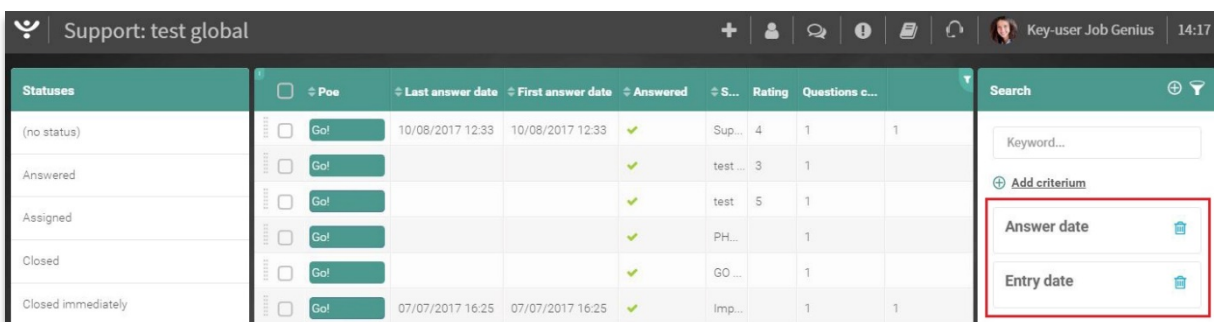 Support: test global
Key-user Job Genius 14:17
Statuses
(no status)
Answered
Assigned
Closed
Closed immediately
Poe Last answer date First answer date Answered S... Rating Questions c...
Go! 10/08/2017 12:33 10/08/2017 12:33 Sup... 4 1 1
Go! test ... 3 1
Go! test 5 1
Go! PH... 1
Go! GO ... 1
Go! 07/07/2017 16:25 07/07/2017 16:25 Imp... 1 1
Search
Keyword...
Add criterium
Answer date
Entry date